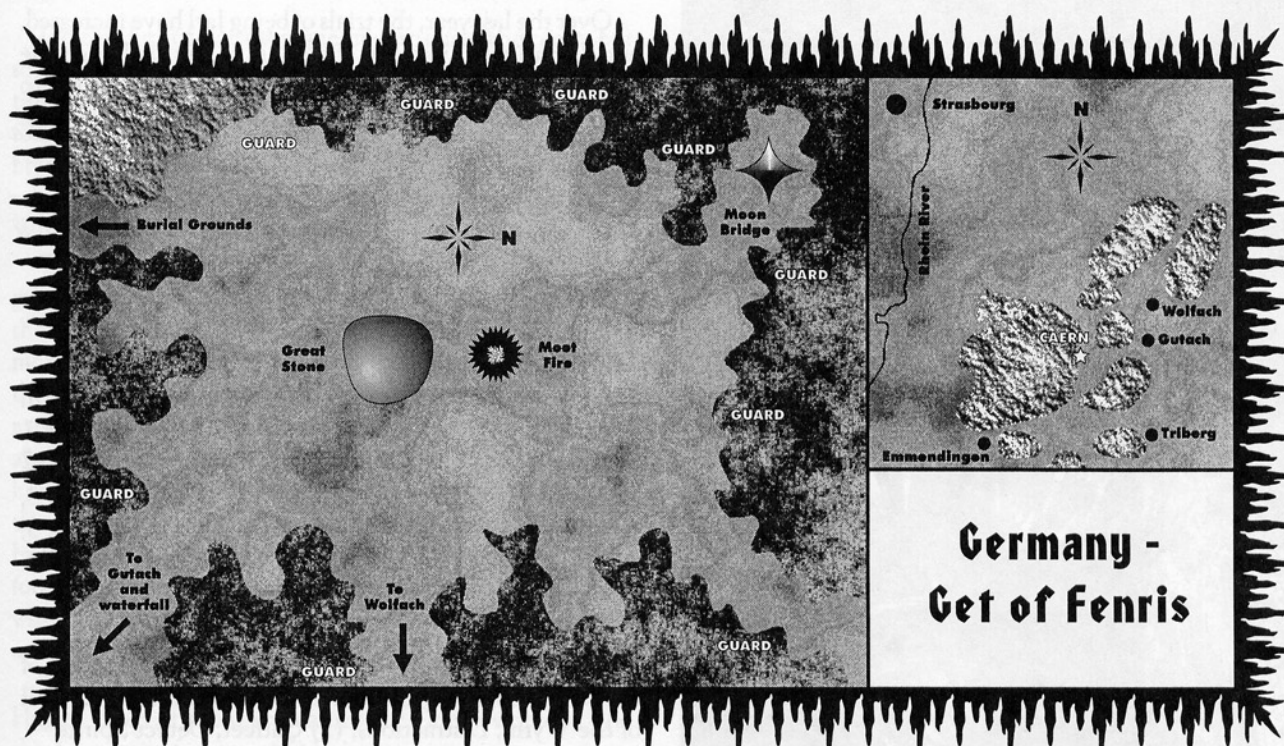 GUARD
GUARD
GUARD
GUARD
Burial Grounds
N
Moon
Bridge
GUARD
Great
Stone
Moot
Fire
GUARD
GUARD
To
Gutach
and
waterfall
To
Wolfach
GUARD
GUARD
Strasbourg
N
Rhein River
Wolfach
CAERN
Gutach
Triberg
Emmendingen
Germany -
Get of Fenris